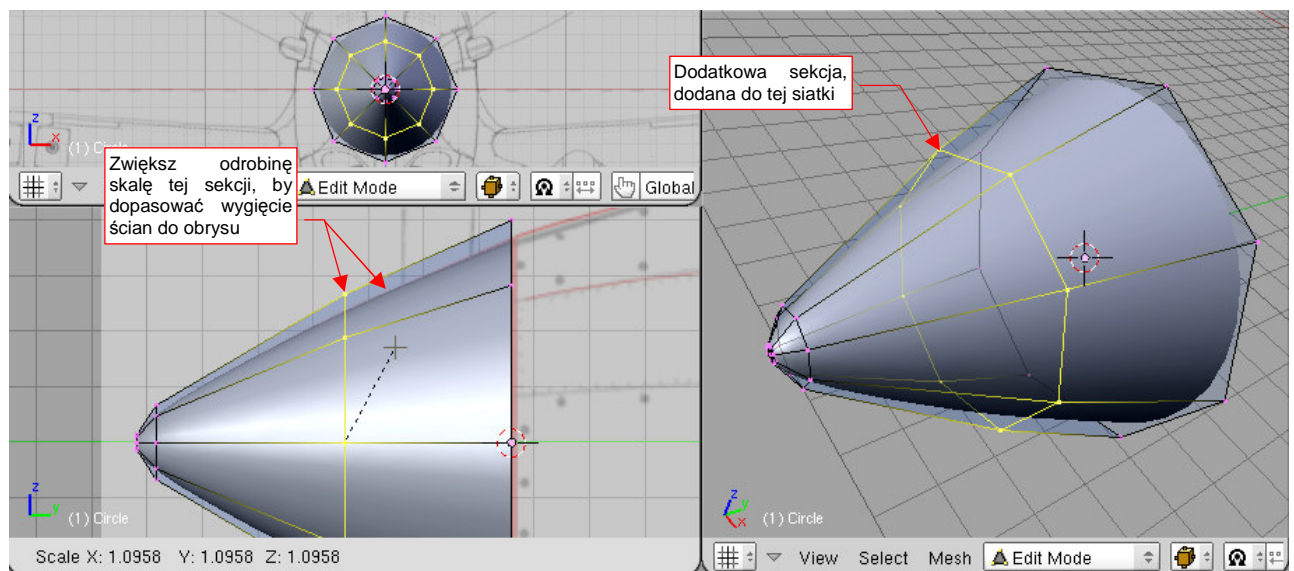 z
x
(1) Circle
Zwiększ odrobinę
skalę tej sekcji, by
dopasować wygięcie
ścian do obrysu
Edit Mode
Global
z
y
(1) Circle
Scale X: 1.0958 Y: 1.0958 Z: 1.0958
Dodatkowa sekcja,
dodana do tej siatki
z
y
x
(1) Circle
View Select Mesh Edit Mode